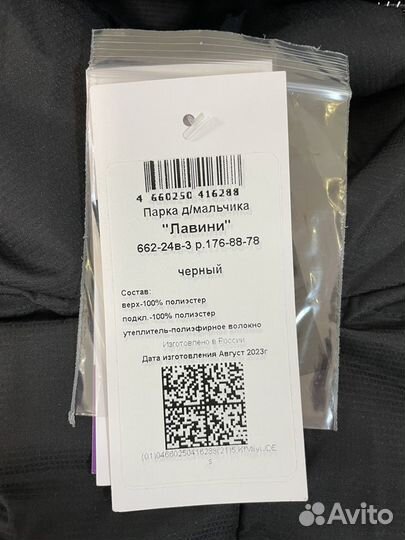 4 660250 416288
Парка д/мальчика
"Лавини"
662-24в-3 р.176-88-78
черный
Состав:
верх-100% полиэстер
подкл.-100% полиэстер
утеплитель-полиэфирное волокно
Изготовлено в России
Дата изготовления Август 2023г
s
Avito